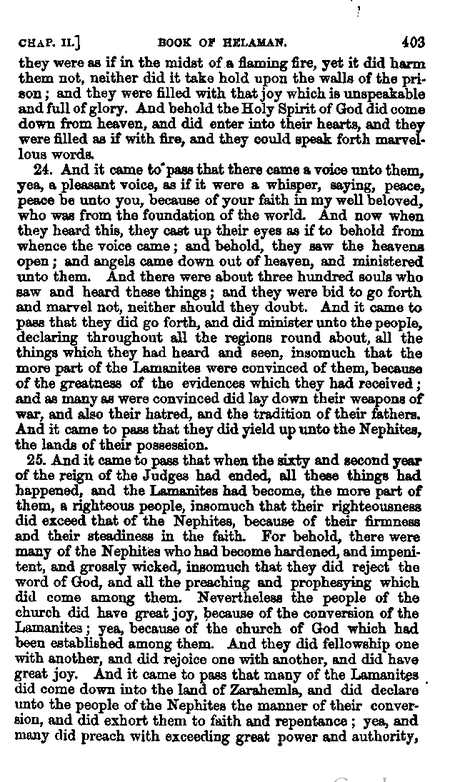 CHAP. II.] BOOK OF HELAMAN. 403
they were as if in the midst of a flaming fire, yet it did harm
them not, neither did it take hold upon the walls of the pri-
son; and they were filled with that joy which is unspeakable
and full of glory. And behold the Holy Spirit of God did come
down from heaven, and did enter into their hearts, and they
were filled as if with fire, and they could speak forth marvel-
lous words.
24. And it came to pass that there came a voice unto them,
yea, a pleasant voice, as if it were a whisper, saying, peace,
peace be unto you, because of your faith in my well beloved,
who was from the foundation of the world. And now when
they heard this, they cast up their eyes as if to behold from
whence the voice came; and behold, they saw the heavens
open; and angels came down out of heaven, and ministered
unto them. And there were about three hundred souls who
saw and heard these things; and they were bid to go forth
and marvel not, neither should they doubt. And it came to
pass that they did go forth, and did minister unto the people,
declaring throughout all the regions round about, all the
things which they had heard and seen, insomuch that the
more part of the Lamanites were convinced of them, because
of the greatness of the evidences which they had received;
and as many as were convinced did lay down their weapons of
war, and also their hatred, and the tradition of their fathers.
And it came to pass that they did yield up unto the Nephites,
the lands of their possession.
25. And it came to pass that when the sixty and second year
of the reign of the Judges had ended, all these things had
happened, and the Lamanites had become, the more part of
them, a righteous people, insomuch that their righteousness
did exceed that of the Nephites, because of their firmness
and their steadiness in the faith. For behold, there were
many of the Nephites who had become hardened, and impeni-
tent, and grossly wicked, insomuch that they did reject the
word of God, and all the preaching and prophesying which
did come among them. Nevertheless the people of the
church did have great joy, because of the conversion of the
Lamanites; yea, because of the church of God which had
been established among them. And they did fellowship one
with another, and did rejoice one with another, and did have
great joy. And it came to pass that many of the Lamanites
did come down into the land of Zarahemla, and did declare
unto the people of the Nephites the manner of their conver-
sion, and did exhort them to faith and repentance; yea, and
many did preach with exceeding great power and authority,